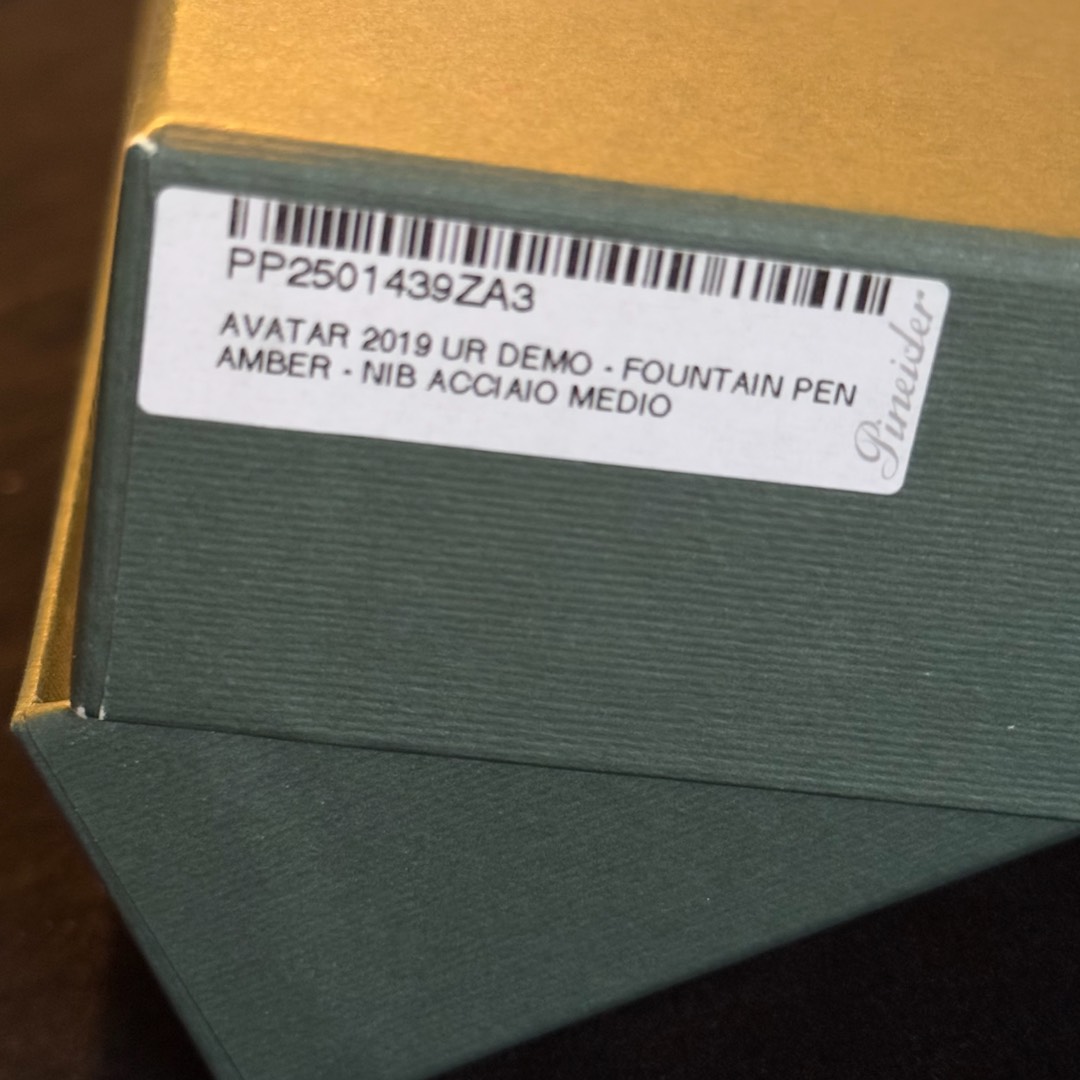 PP2501439ZA3
AVATAR 2019 UR DEMO - FOUNTAIN PEN
AMBER - NIB ACCIAIO MEDIO
Pineider